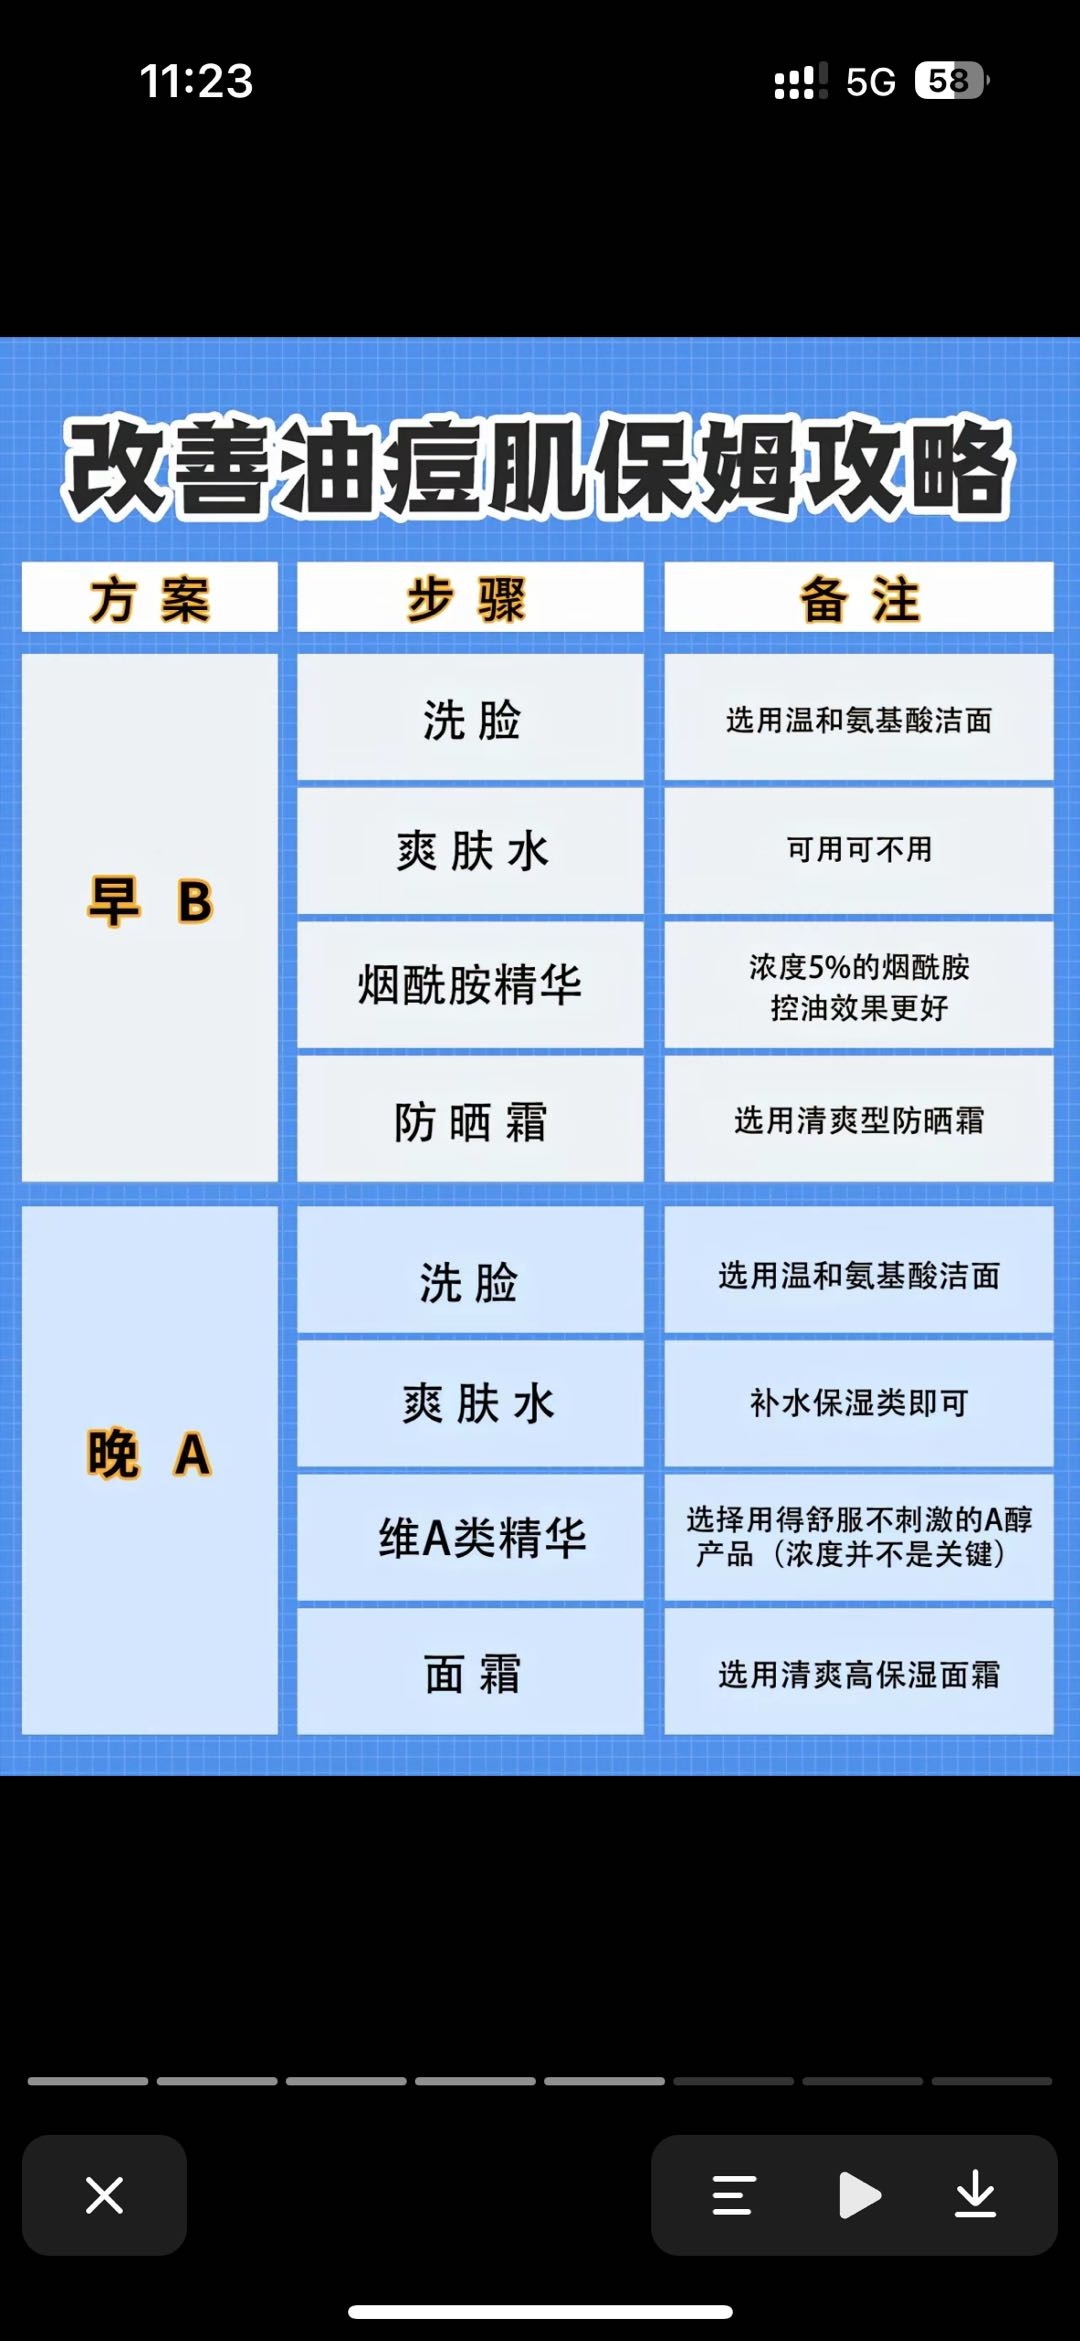 11:23
5G
58
改善油痘肌保姆攻略
方案 步骤 备注
早 B
洗脸 选用温和氨基酸洁面
爽肤水 可用可不用
烟酰胺精华 浓度5%的烟酰胺
控油效果更好
防晒霜 选用清爽型防晒霜
晚 A
洗脸 选用温和氨基酸洁面
爽肤水 补水保湿类即可
维A类精华 选择用得舒服不刺激的A醇
产品（浓度并不是关键）
面霜 选用清爽高保湿面霜